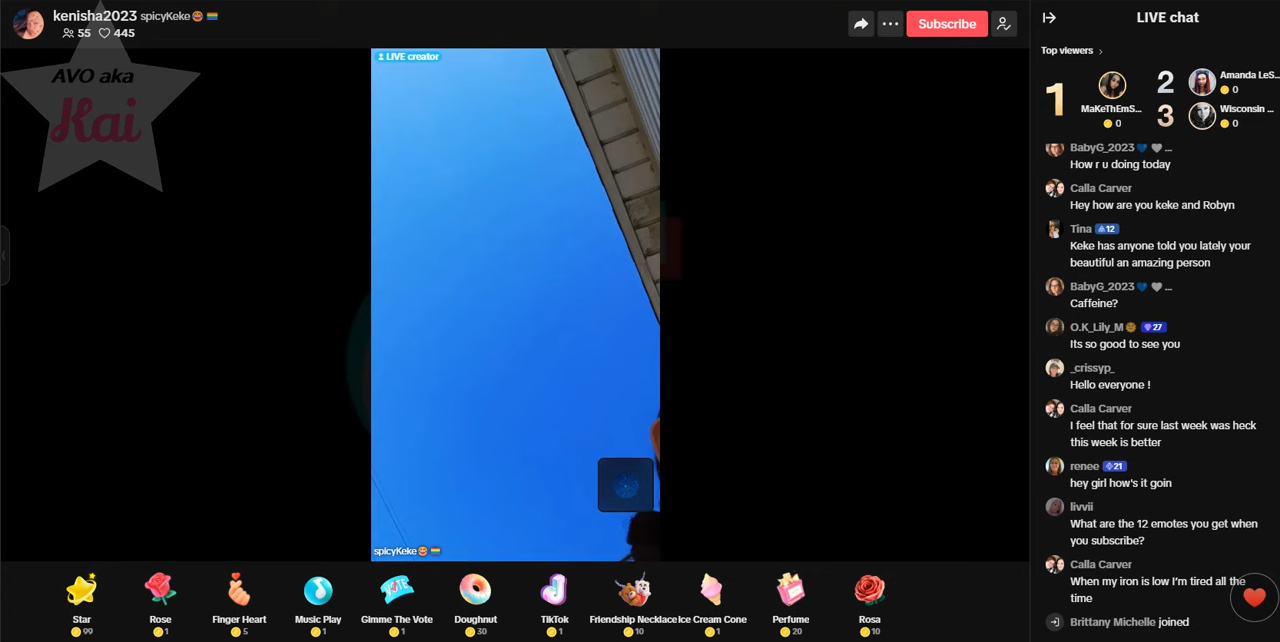 kenisha2023 spicyKeke
55 445
Subscribe
AVO aka
Kai
LIVE creator
spicyKeke
Star
99
Rose
1
Finger Heart
5
Music Play
1
Gimme The Vote
1
Doughnut
30
TikTok
1
Friendship Necklace
10
Ice Cream Cone
1
Perfume
20
Rosa
10
LIVE chat
Top viewers
1
MaKeThEmS...
0
2
Amanda LeS...
0
3
Wisconsin ...
0
BabyG_2023 ...
How r u doing today
Calla Carver
Hey how are you keke and Robyn
Tina 12
Keke has anyone told you lately your
beautiful an amazing person
BabyG_2023 ...
Caffeine?
O.K_Lily_M 27
Its so good to see you
_crissyp_
Hello everyone !
Calla Carver
I feel that for sure last week was heck
this week is better
renee 21
hey girl how's it goin
livvii
What are the 12 emotes you get when
you subscribe?
Calla Carver
When my iron is low I'm tired all the
time
Brittany Michelle joined